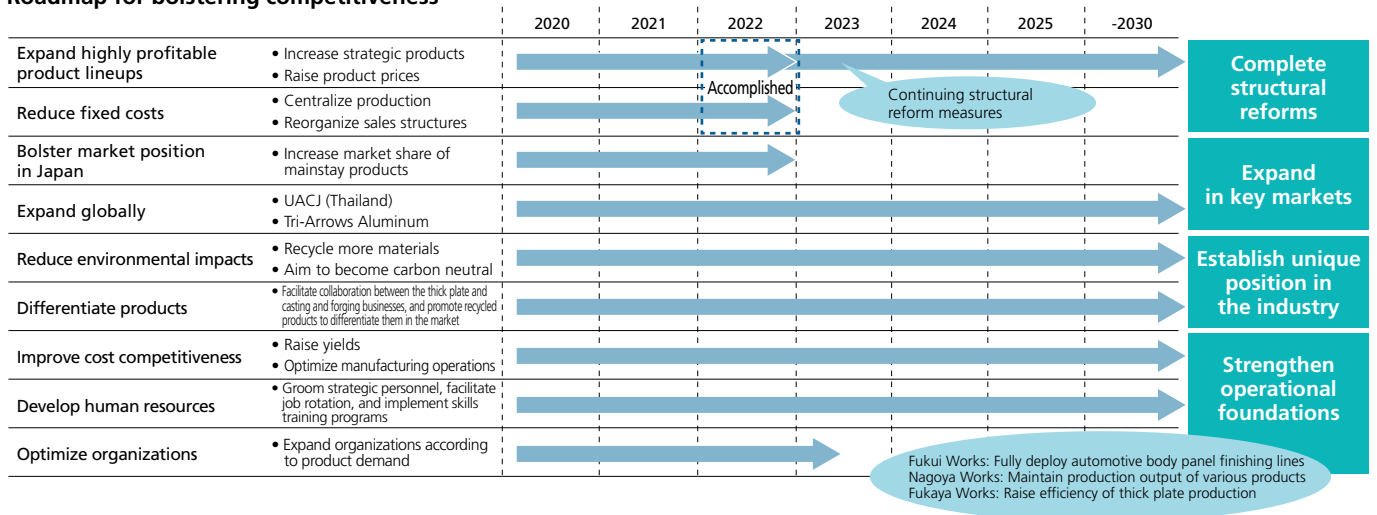 Roadmap for bolstering competitiveness
2020 2021 2022 2023 2024 2025 -2030
Expand highly profitable
product lineups
• Increase strategic products
• Raise product prices
Accomplished
Continuing structural
reform measures
Complete
structural
reforms
Reduce fixed costs
• Centralize production
• Reorganize sales structures
Bolster market position
in Japan
• Increase market share of
mainstay products
Expand
in key markets
Expand globally
• UACJ (Thailand)
• Tri-Arrows Aluminum
Reduce environmental impacts
• Recycle more materials
• Aim to become carbon neutral
Establish unique
position in
the industry
Differentiate products
• Facilitate collaboration between the thick plate and
casting and forging businesses, and promote recycled
products to differentiate them in the market
Improve cost competitiveness
• Raise yields
• Optimize manufacturing operations
Strengthen
operational
foundations
Develop human resources
• Groom strategic personnel, facilitate
job rotation, and implement skills
training programs
Optimize organizations
• Expand organizations according
to product demand
Fukui Works: Fully deploy automotive body panel finishing lines
Nagoya Works: Maintain production output of various products
Fukaya Works: Raise efficiency of thick plate production